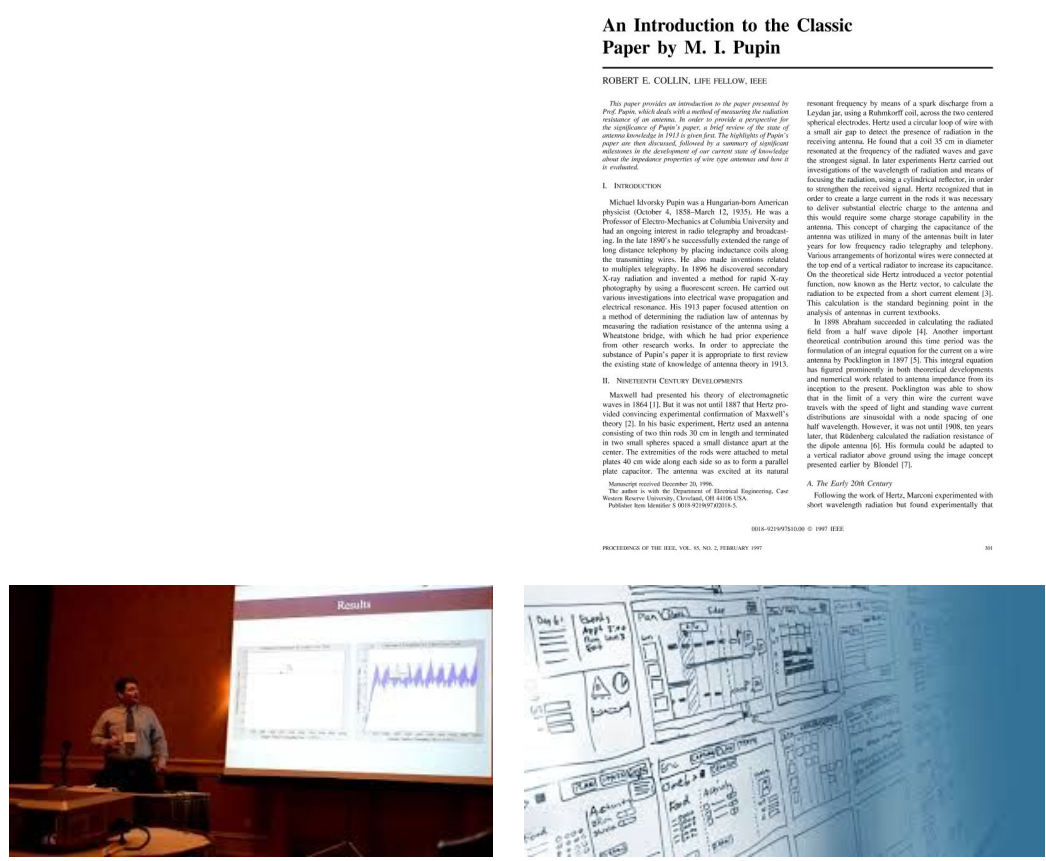 An Introduction to the Classic
Paper by M. I. Pupin
ROBERT E. COLLIN, LIFE FELLOW, IEEE
This paper provides an introduction to the paper presented by
Prof. Pupin, which deals with a method of measuring the radiation
resistance of an antenna. In order to provide a perspective for
the significance of Pupin's paper, a brief review of the state of
antenna knowledge in 1913 is given first. The highlights of Pupin's
paper are then discussed, followed by a summary of significant
milestones in the development of our current state of knowledge
about the impedance properties of wire type antennas and how it
is evaluated.
I. INTRODUCTION
Michael Idvorsky Pupin was a Hungarian-born American
physicist (October 4, 1858–March 12, 1935). He was a
Professor of Electro-Mechanics at Columbia University and
had an ongoing interest in radio telegraphy and broadcast-
ing. In the late 1890's he successfully extended the range of
long distance telephony by placing inductance coils along
the transmitting wires. He also made inventions related
to multiplex telegraphy. In 1896 he discovered secondary
X-ray radiation and invented a method for rapid X-ray
photography by using a fluorescent screen. He carried out
various investigations into electrical wave propagation and
electrical resonance. His 1913 paper focused attention on
a method of determining the radiation law of antennas by
measuring the radiation resistance of the antenna using a
Wheatstone bridge, with which he had prior experience
from other research works. In order to appreciate the
substance of Pupin's paper it is appropriate to first review
the existing state of knowledge of antenna theory in 1913.
II. NINETEENTH CENTURY DEVELOPMENTS
Maxwell had presented his theory of electromagnetic
waves in 1864 [1]. But it was not until 1887 that Hertz pro-
vided convincing experimental confirmation of Maxwell's
theory [2]. In his basic experiment, Hertz used an antenna
consisting of two thin rods 30 cm in length and terminated
in two small spheres spaced a small distance apart at the
center. The extremities of the rods were attached to metal
plates 40 cm wide along each side so as to form a parallel
plate capacitor. The antenna was excited at its natural
Manuscript received December 20, 1996.
The author is with the Department of Electrical Engineering, Case
Western Reserve University, Cleveland, OH 44106 USA.
Publisher Item Identifier S 0018-9219(97)02018-5.
resonant frequency by means of a spark discharge from a
Leydan jar, using a Ruhmkorff coil, across the two centered
spherical electrodes. Hertz used a circular loop of wire with
a small air gap to detect the presence of radiation in the
receiving antenna. He found that a coil 35 cm in diameter
resonated at the frequency of the radiated waves and gave
the strongest signal. In later experiments Hertz carried out
investigations of the wavelength of radiation and means of
focusing the radiation, using a cylindrical reflector, in order
to strengthen the received signal. Hertz recognized that in
order to create a large current in the rods it was necessary
to deliver substantial electric charge to the antenna and
this would require some charge storage capability in the
antenna. This concept of charging the capacitance of the
antenna was utilized in many of the antennas built in later
years for low frequency radio telegraphy and telephony.
Various arrangements of horizontal wires were connected at
the top end of a vertical radiator to increase its capacitance.
On the theoretical side Hertz introduced a vector potential
function, now known as the Hertz vector, to calculate the
radiation to be expected from a short current element [3].
This calculation is the standard beginning point in the
analysis of antennas in current textbooks.
In 1898 Abraham succeeded in calculating the radiated
field from a half wave dipole [4]. Another important
theoretical contribution around this time period was the
formulation of an integral equation for the current on a wire
antenna by Pocklington in 1897 [5]. This integral equation
has figured prominently in both theoretical developments
and numerical work related to antenna impedance from its
inception to the present. Pocklington was able to show
that in the limit of a very thin wire the current wave
travels with the speed of light and standing wave current
distributions are sinusoidal with a node spacing of one
half wavelength. However, it was not until 1908, ten years
later, that Rüdenberg calculated the radiation resistance of
the dipole antenna [6]. His formula could be adapted to
a vertical radiator above ground using the image concept
presented earlier by Blondel [7].
A. The Early 20th Century
Following the work of Hertz, Marconi experimented with
short wavelength radiation but found experimentally that
0018-9219/97$10.00 © 1997 IEEE
PROCEEDINGS OF THE IEEE, VOL. 85, NO. 2, FEBRUARY 1997
301
Results
Day 6:
Events
Plan
Activity
Food
Activity